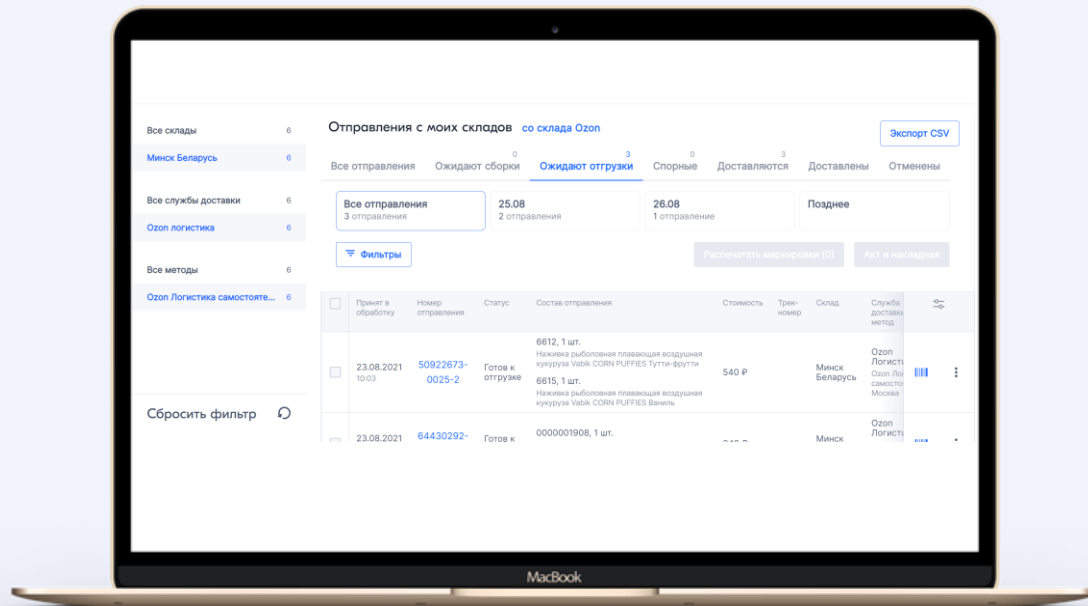 Все склады 6
Минск Беларусь 6
Все службы доставки 6
Ozon логистика 6
Все методы 6
Ozon Логистика самостояте... 6
Сбросить фильтр
Отправления с моих складов со склада Ozon
Экспорт CSV
0 3 0 3
Все отправления Ожидают сборки Ожидают отгрузки Спорные Доставляются Доставлены Отменены
Все отправления 25.08 26.08 Позднее
3 отправления 2 отправления 1 отправление
Фильтры
Распечатать маркировки (0) Акт и накладная
Принят в Номер Статус Состав отправления Стоимость Трек- Склад Служба
обработку отправления номер доставки
метод
6612, 1 шт.
Наживка рыболовная плавающая воздушная
кукуруза Vabik CORN PUFFIES Тутти-фрутти
6615, 1 шт.
Наживка рыболовная плавающая воздушная
кукуруза Vabik CORN PUFFIES Ваниль
23.08.2021
10:03
50922673-
0025-2
Готов к
отгрузке
540 ₽
Минск
Беларусь
Ozon
Логисти
Ozon Лог
самосто
Москва
23.08.2021 64430292- Готов к 0000001908, 1 шт. Минск
Ozon
Логисти
MacBook